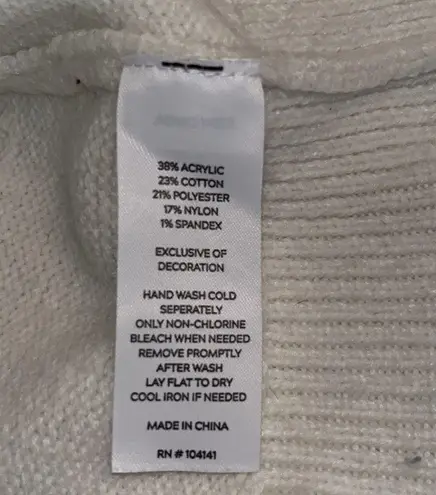 38% ACRYLIC
23% COTTON
21% POLYESTER
17% NYLON
1% SPANDEX
EXCLUSIVE OF
DECORATION
HAND WASH COLD
SEPERATELY
ONLY NON-CHLORINE
BLEACH WHEN NEEDED
REMOVE PROMPTLY
AFTER WASH
LAY FLAT TO DRY
COOL IRON IF NEEDED
MADE IN CHINA
RN # 104141